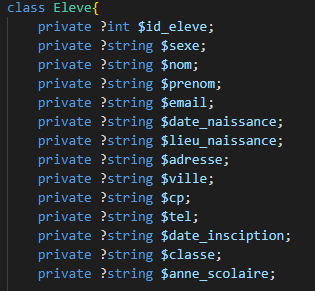 class Eleve{
private ?int $id_eleve;
private ?string $sexe;
private ?string $nom;
private ?string $prenom;
private ?string $email;
private ?string $date_naissance;
private ?string $lieu_naissance;
private ?string $adresse;
private ?string $ville;
private ?string $cp;
private ?string $tel;
private ?string $date_insciption;
private ?string $classe;
private ?string $anne_scolaire;